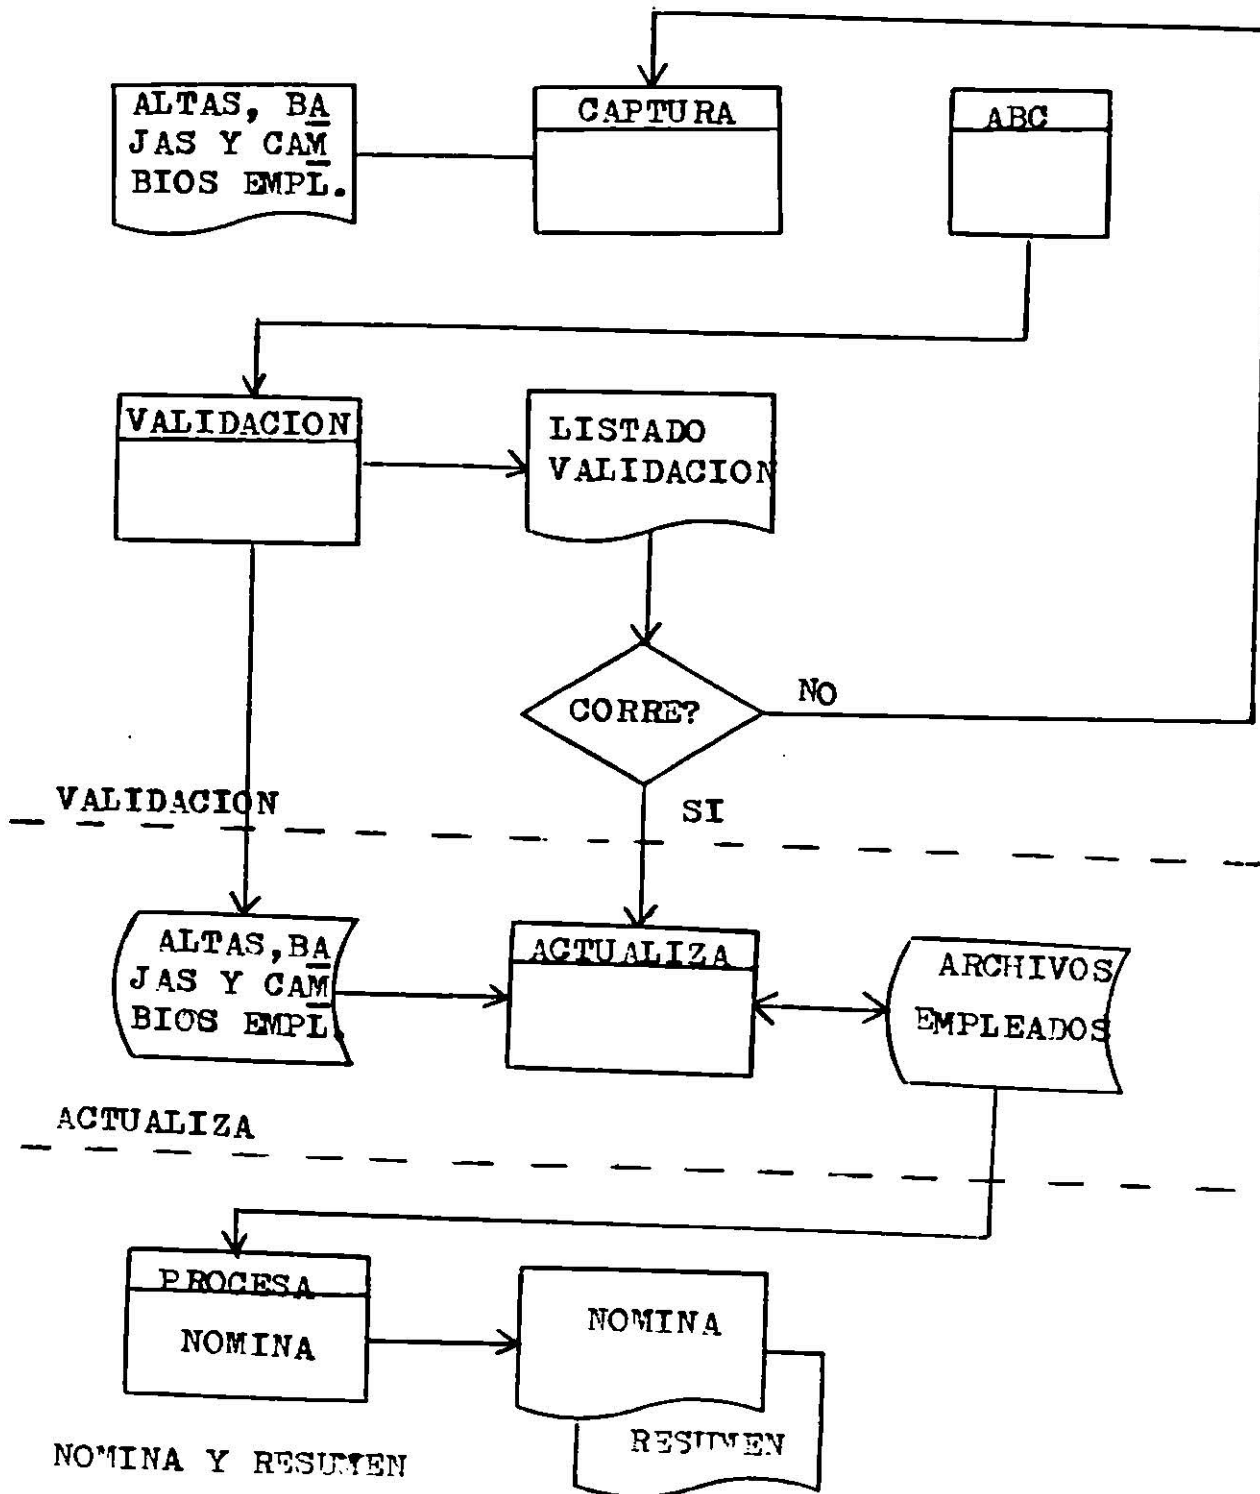 ALTAS, BA
JAS Y CAM
BIOS EMPL.
CAPTURA
ABC
VALIDACION
LISTADO
VALIDACION
CORRE?
NO
SI
VALIDACION
ALTAS, BA
JAS Y CAM
BIOS EMPL.
ACTUALIZA
ARCHIVOS
EMPLEADOS
ACTUALIZA
PROCESA
NOMINA
NOMINA
RESUMEN
NOMINA Y RESUMEN